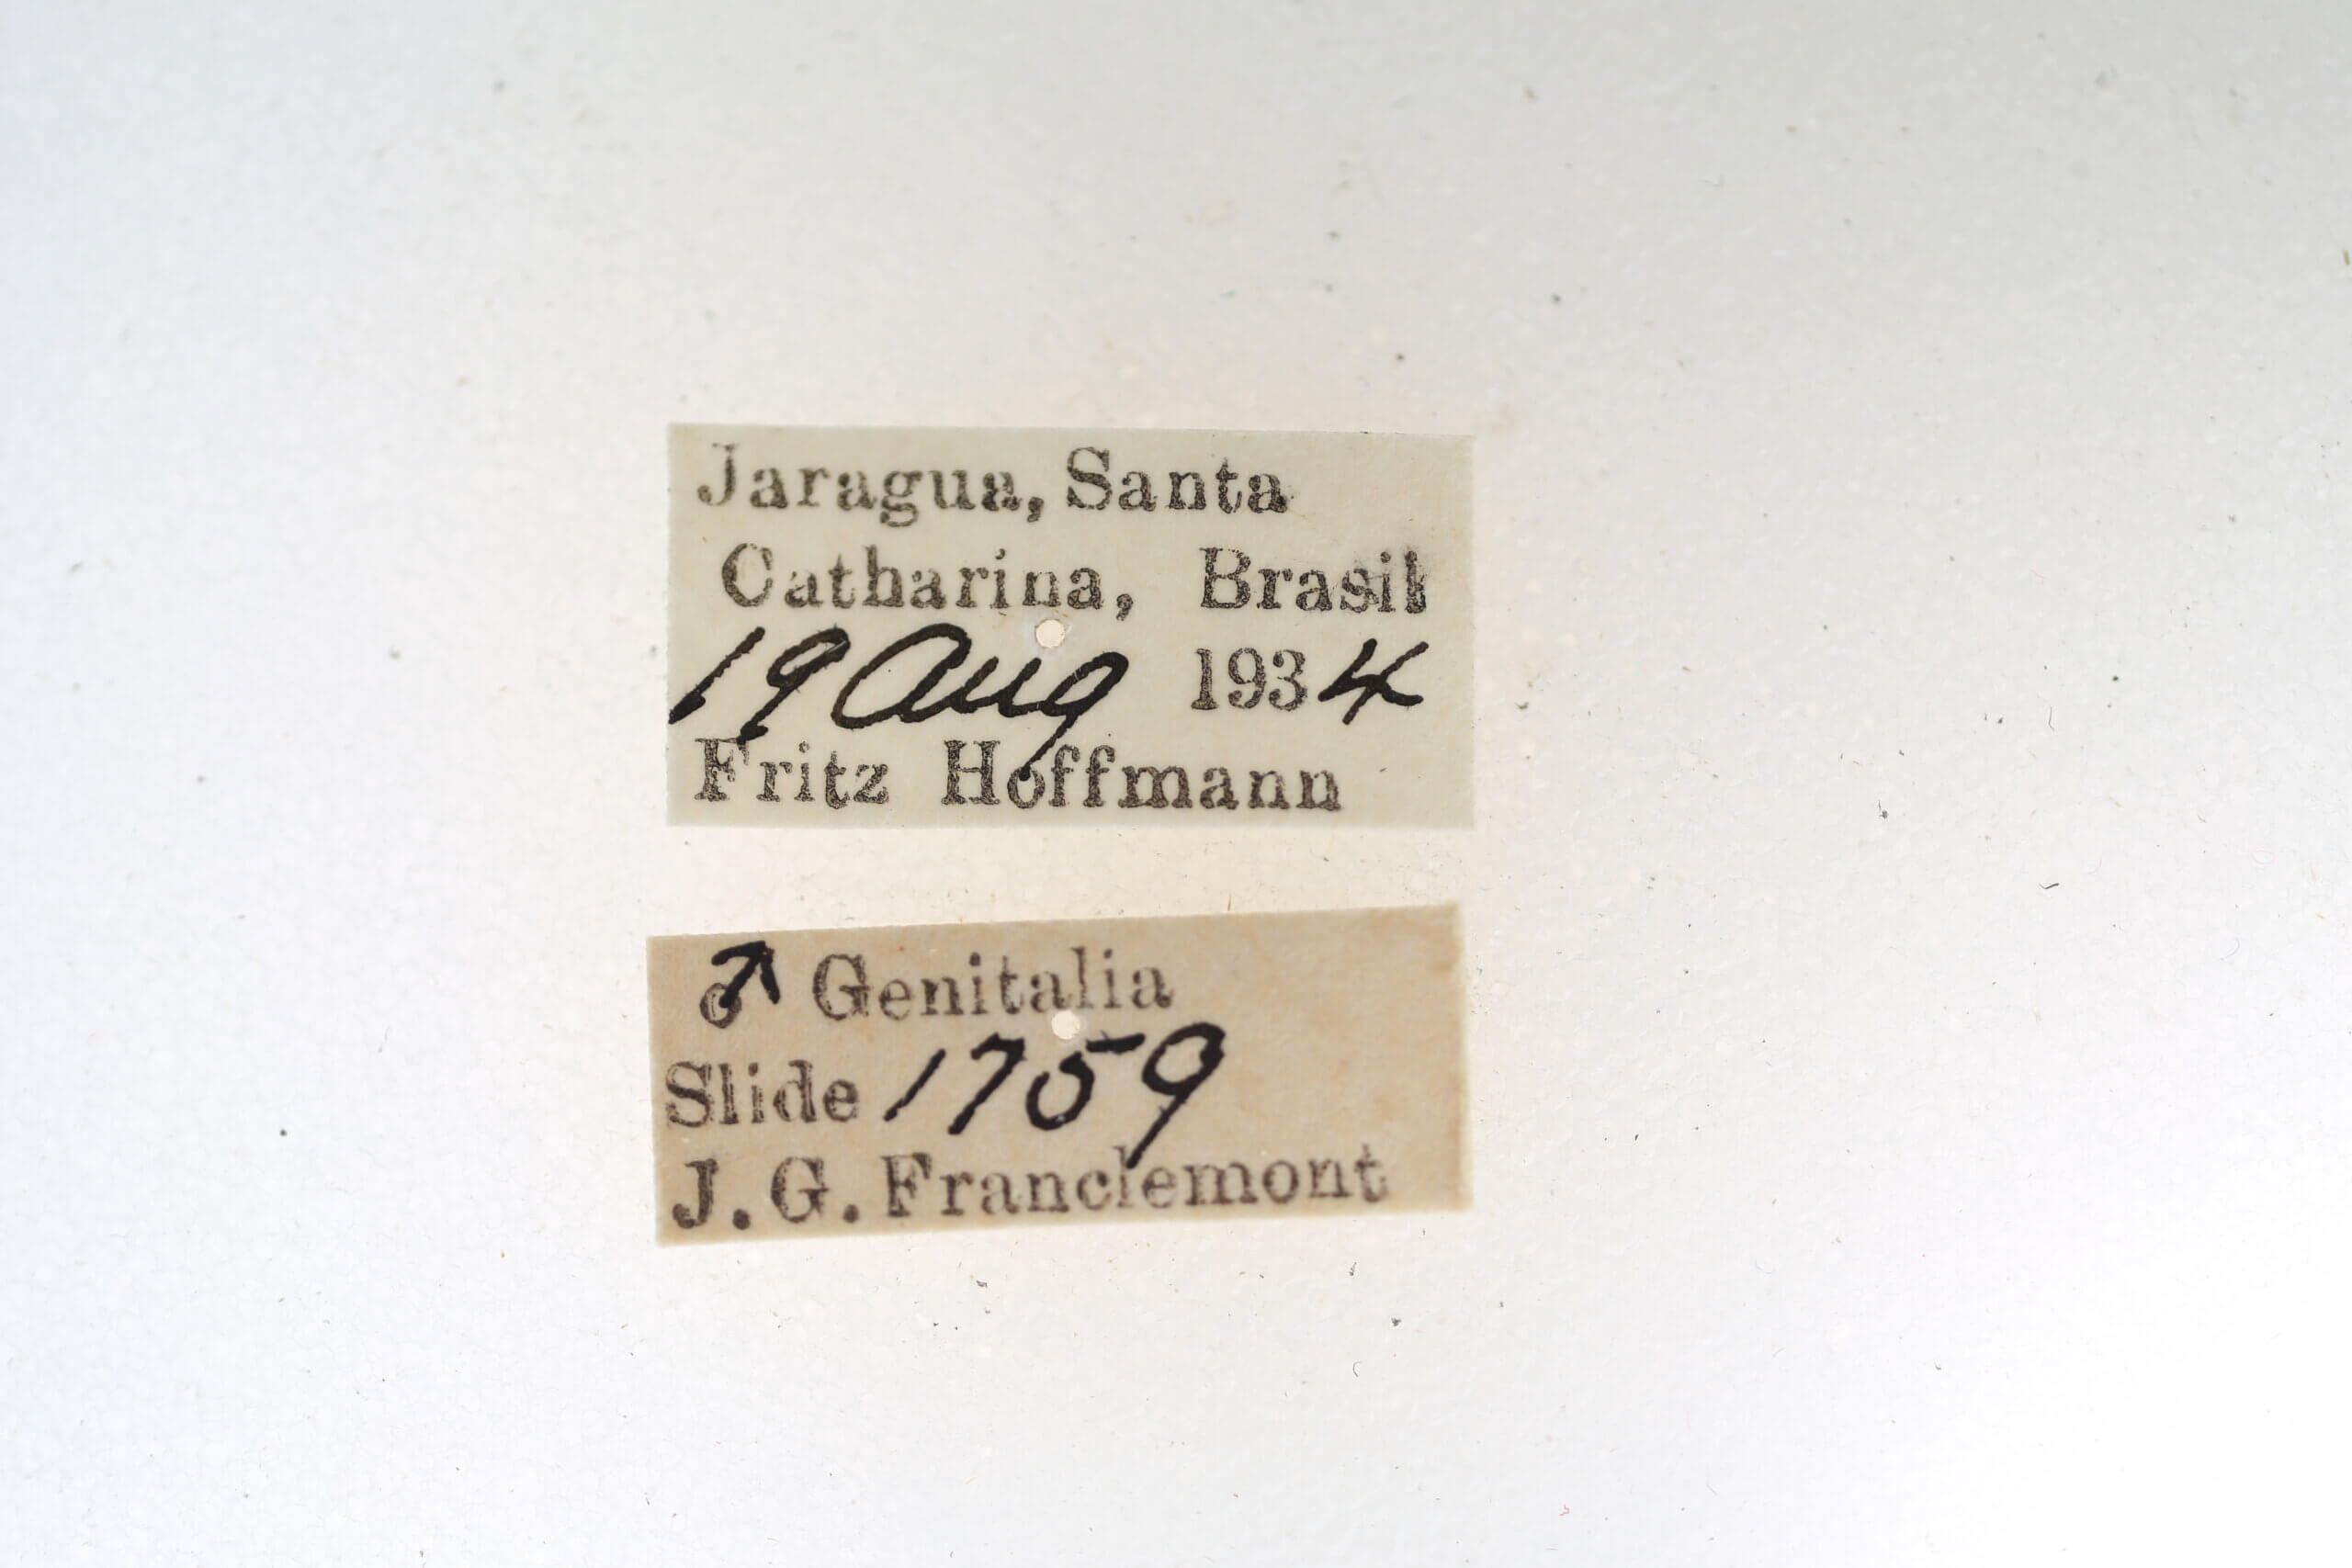 Jaragua, Santa
Catharina, Brasil
19 Aug 1934
Fritz Hoffmann
♂ Genitalia
Slide 1759
J. G. Franclemont